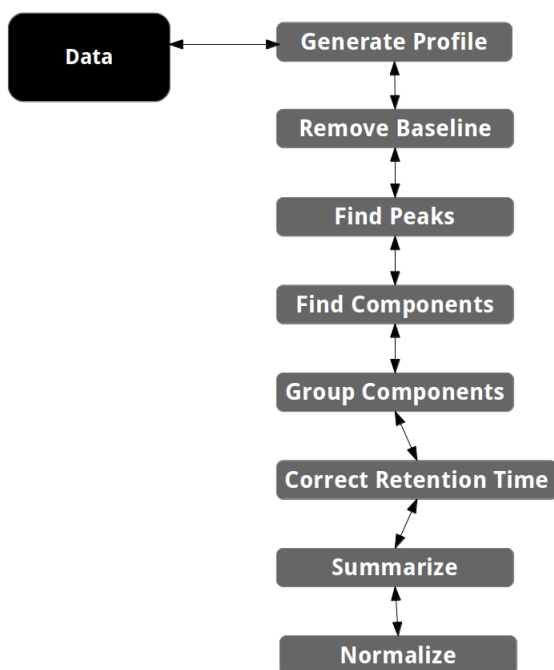 Data
Generate Profile
Remove Baseline
Find Peaks
Find Components
Group Components
Correct Retention Time
Summarize
Normalize